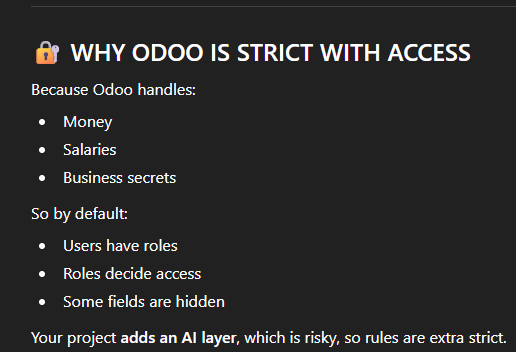 🔐 WHY ODOO IS STRICT WITH ACCESS
Because Odoo handles:
• Money
• Salaries
• Business secrets
So by default:
• Users have roles
• Roles decide access
• Some fields are hidden
Your project adds an AI layer, which is risky, so rules are extra strict.